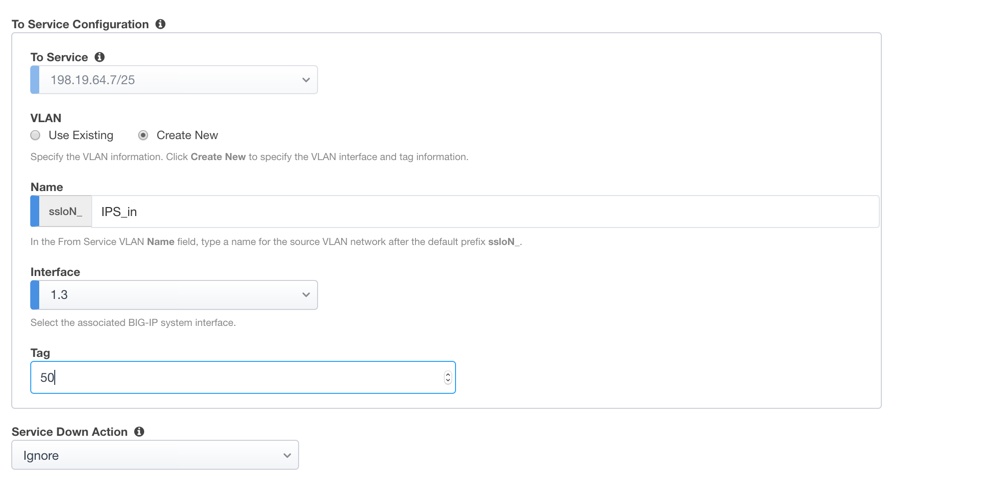 To Service Configuration
To Service
198.19.64.7/25
VLAN
Use Existing Create New
Specify the VLAN information. Click Create New to specify the VLAN interface and tag information.
Name
ssloN_ IPS_in
In the From Service VLAN Name field, type a name for the source VLAN network after the default prefix ssloN_.
Interface
1.3
Select the associated BIG-IP system interface.
Tag
50
Service Down Action
Ignore